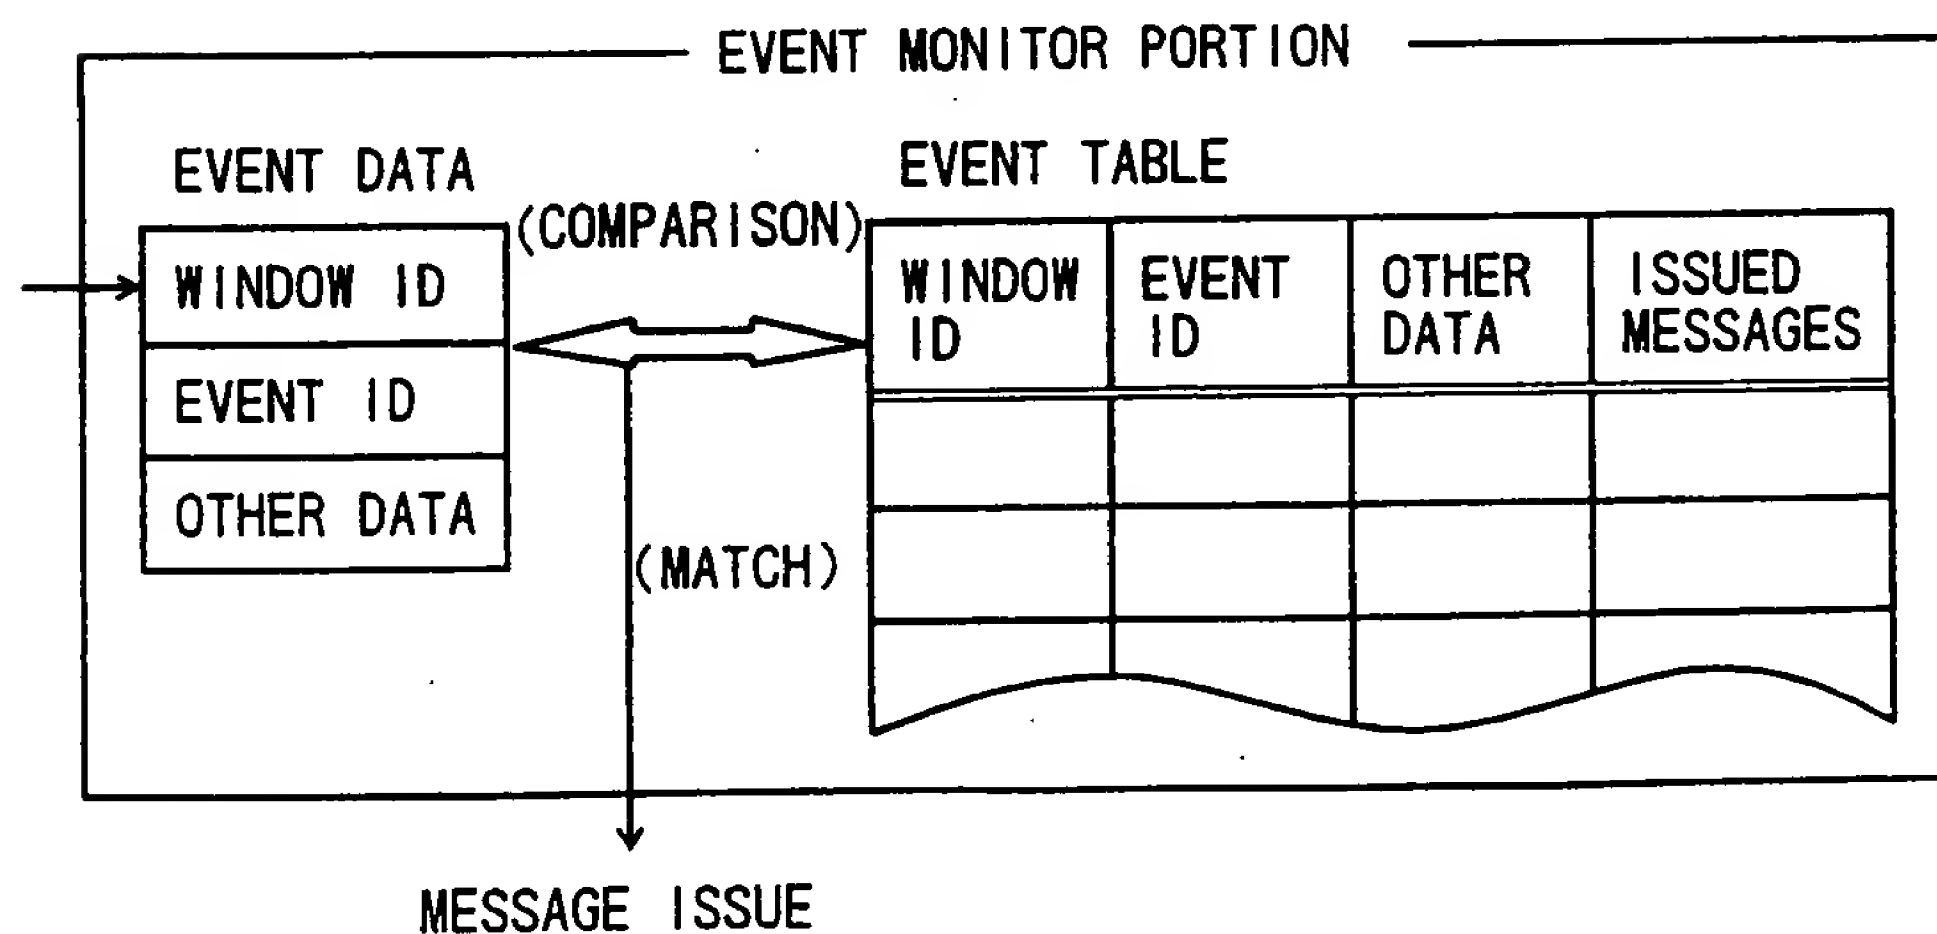 EVENT MONITOR PORTION
EVENT DATA
WINDOW ID
EVENT ID
OTHER DATA
(COMPARISON)
(MATCH)
EVENT TABLE
WINDOW
ID
EVENT
ID
OTHER
DATA
ISSUED
MESSAGES
MESSAGE ISSUE